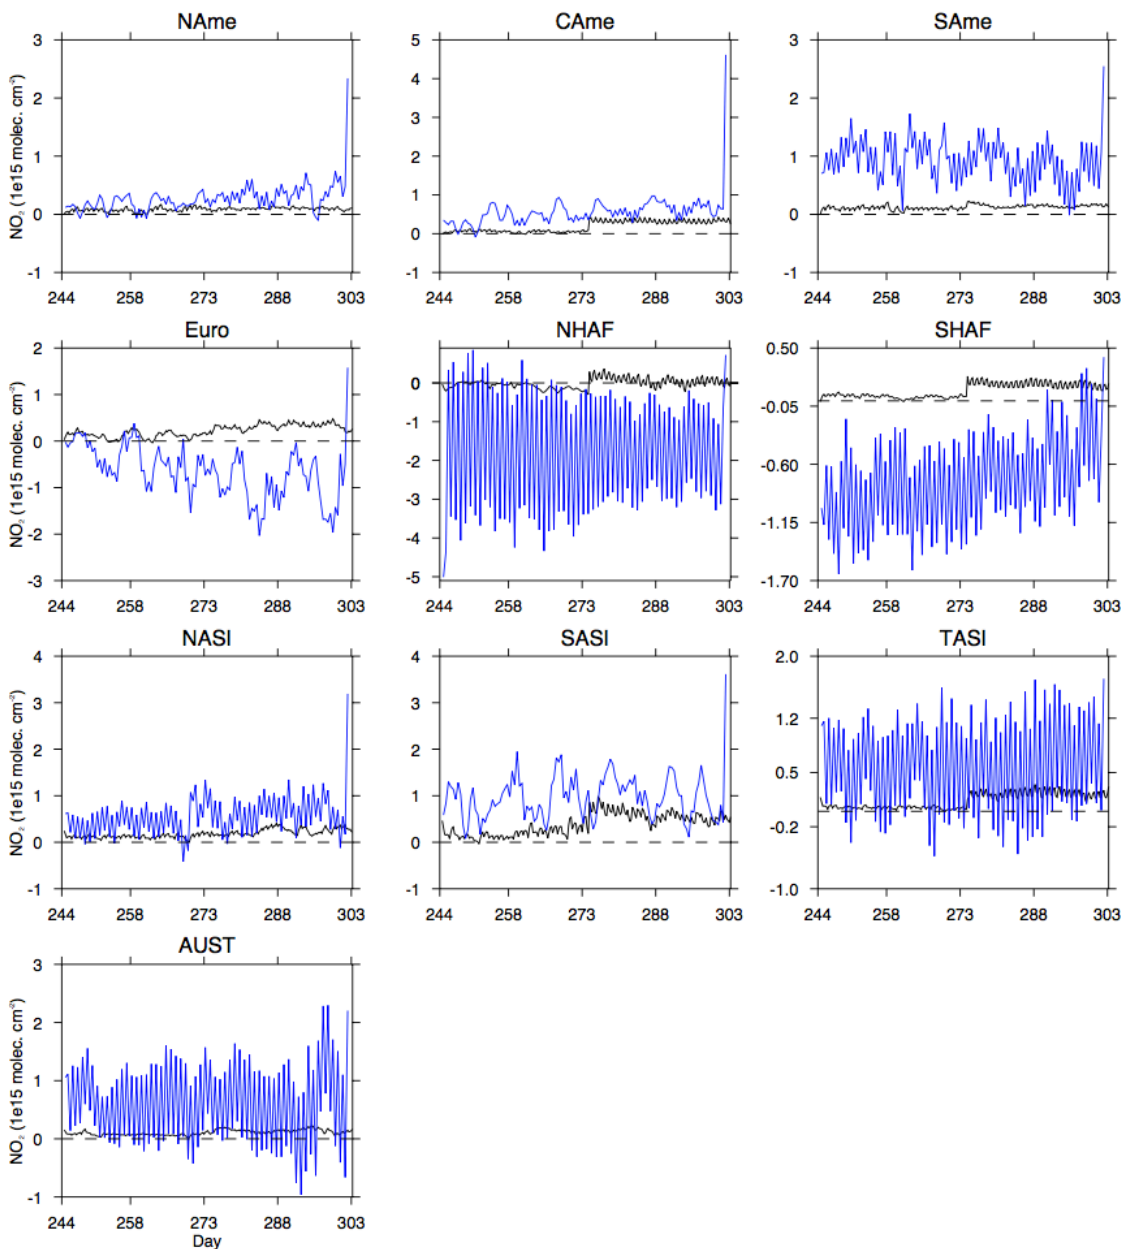 NAme CAme SAme
NO₂ (1e15 molec. cm⁻²)
3 5 3
4
2 3 2
1 2 1
1
0 0 0
-1 -1 -1
244 258 273 288 303 244 258 273 288 303 244 258 273 288 303
Euro NHAF SHAF
NO₂ (1e15 molec. cm⁻²)
2 0 0.50
1 -1 -0.05
0 -2 -0.60
-1 -3 -1.15
-2 -4
-3 -5 -1.70
244 258 273 288 303 244 258 273 288 303 244 258 273 288 303
NASI SASI TASI
NO₂ (1e15 molec. cm⁻²)
4 4 2.0
3 3 1.2
2 2 0.5
1 1 -0.2
0 0
-1 -1 -1.0
244 258 273 288 303 244 258 273 288 303 244 258 273 288 303
AUST
NO₂ (1e15 molec. cm⁻²)
3
2
1
0
-1
244 258 273 288 303
Day